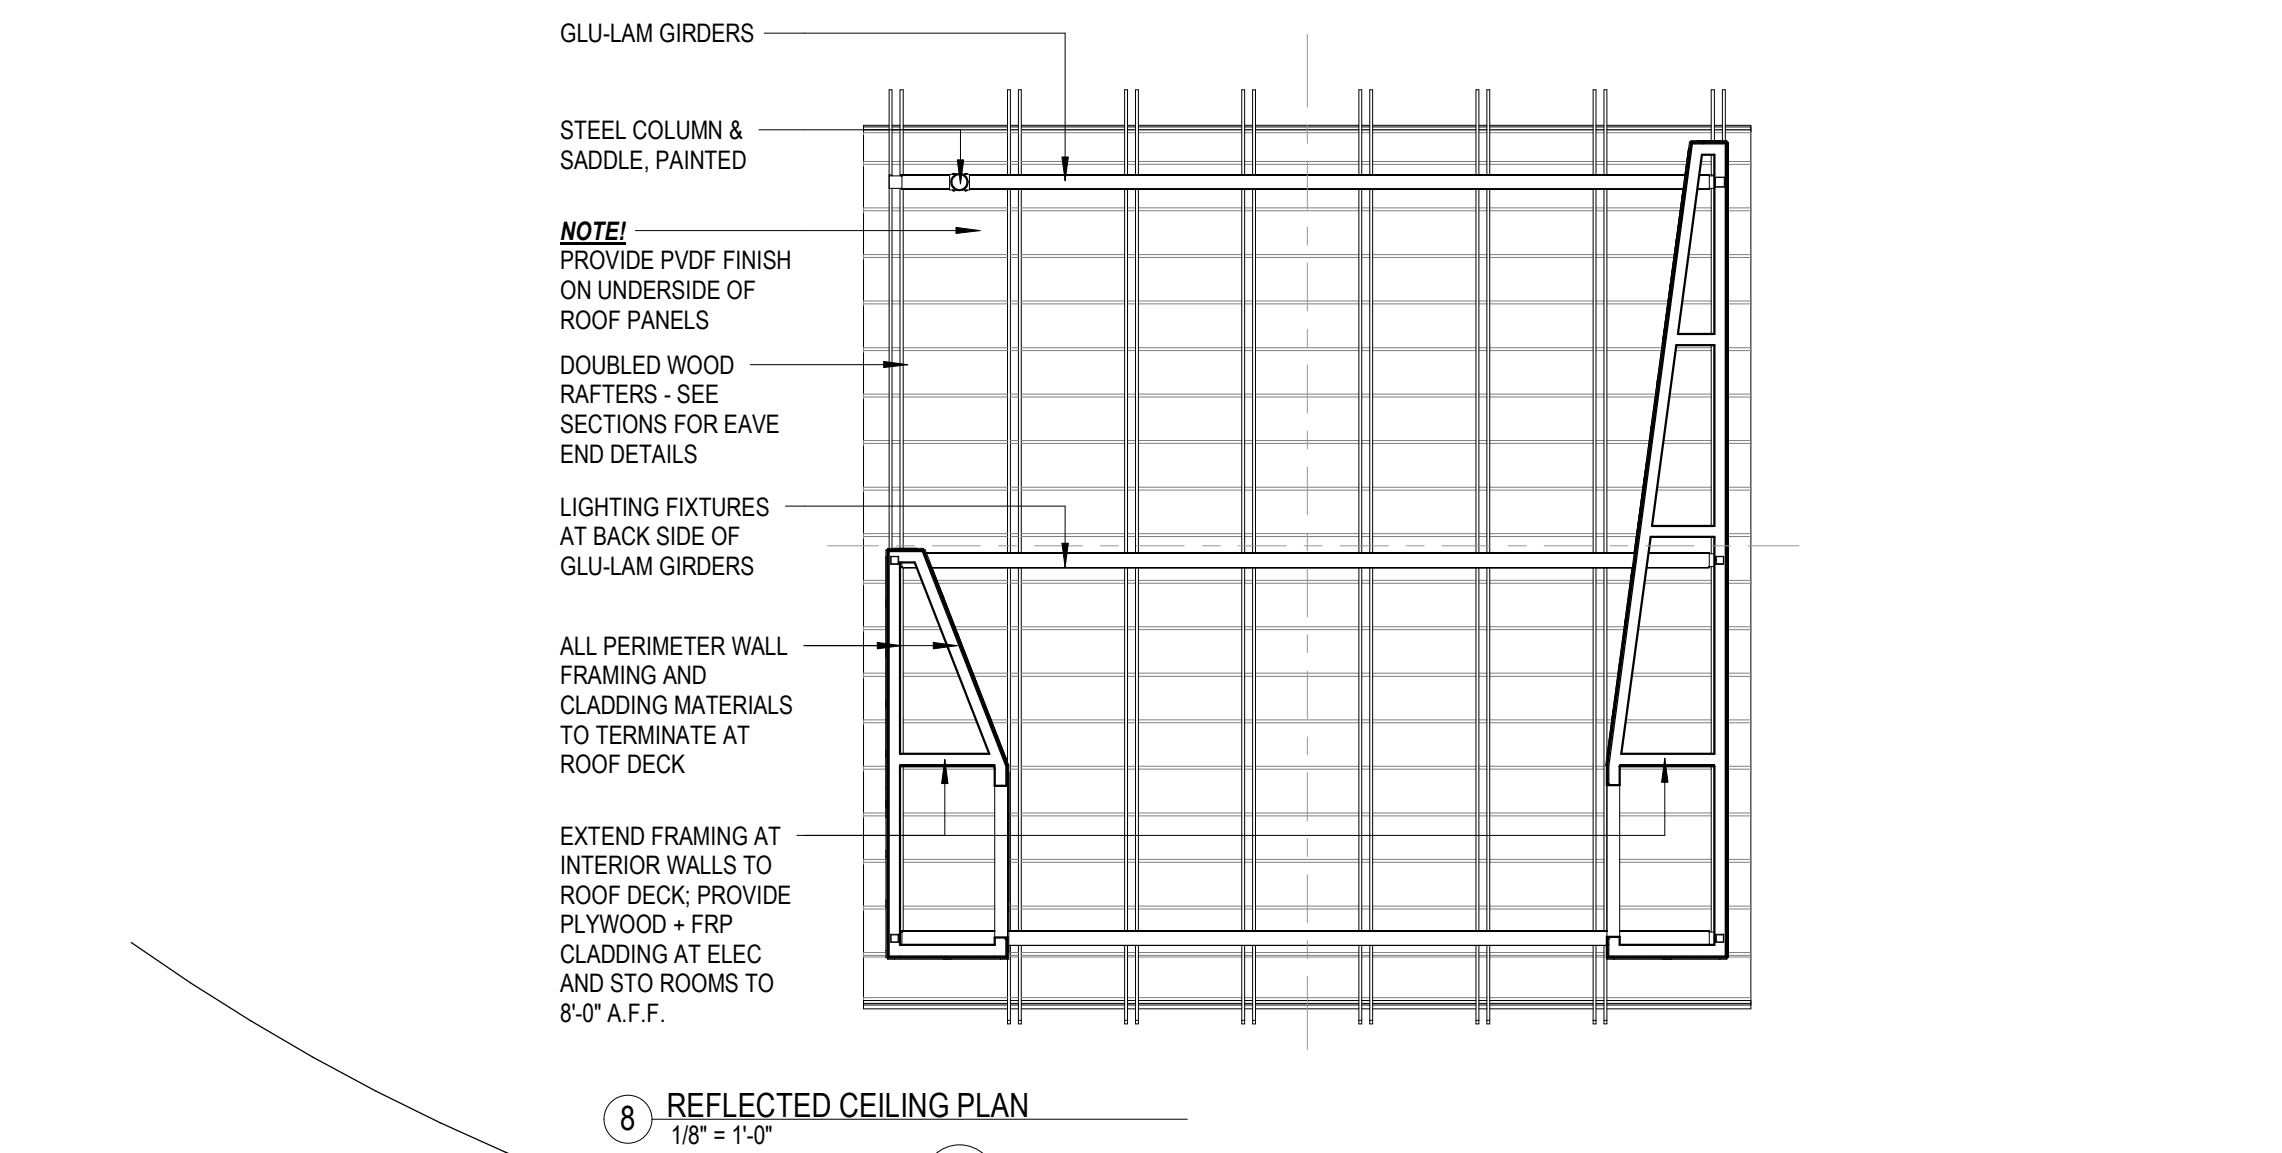 GLU-LAM GIRDERS
STEEL COLUMN &
SADDLE, PAINTED
NOTE!
PROVIDE PVDF FINISH
ON UNDERSIDE OF
ROOF PANELS
DOUBLED WOOD
RAFTERS - SEE
SECTIONS FOR EAVE
END DETAILS
LIGHTING FIXTURES
AT BACK SIDE OF
GLU-LAM GIRDERS
ALL PERIMETER WALL
FRAMING AND
CLADDING MATERIALS
TO TERMINATE AT
ROOF DECK
EXTEND FRAMING AT
INTERIOR WALLS TO
ROOF DECK; PROVIDE
PLYWOOD + FRP
CLADDING AT ELEC
AND STO ROOMS TO
8'-0" A.F.F.
8 REFLECTED CEILING PLAN
1/8" = 1'-0"